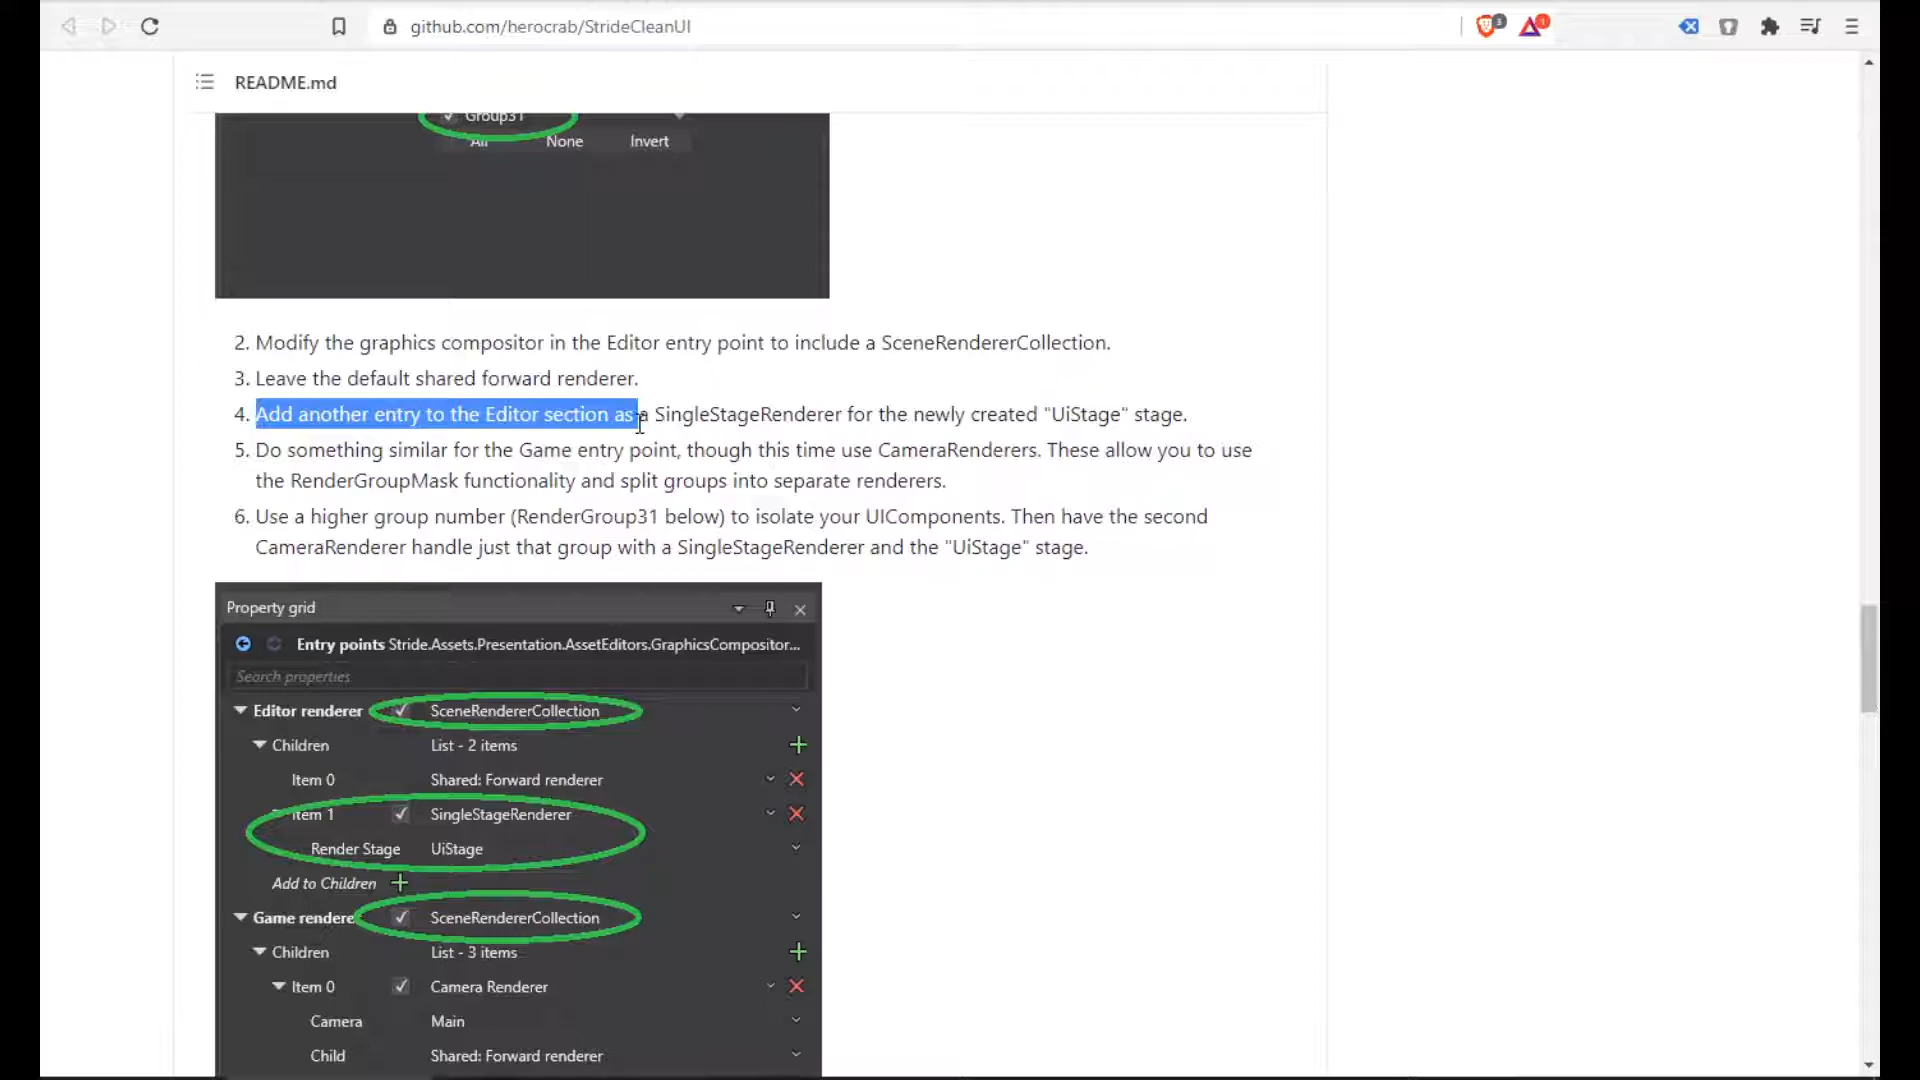 github.com/herocrab/StrideCleanUI
3
1
README.md
Group31
All None Invert
2. Modify the graphics compositor in the Editor entry point to include a SceneRendererCollection.
3. Leave the default shared forward renderer.
4. Add another entry to the Editor section as a SingleStageRenderer for the newly created "UiStage" stage.
5. Do something similar for the Game entry point, though this time use CameraRenderers. These allow you to use
the RenderGroupMask functionality and split groups into separate renderers.
6. Use a higher group number (RenderGroup31 below) to isolate your UIComponents. Then have the second
CameraRenderer handle just that group with a SingleStageRenderer and the "UiStage" stage.
Property grid
Entry points Stride.Assets.Presentation.AssetEditors.GraphicsCompositor...
Search properties
Editor renderer SceneRendererCollection
Children List - 2 items
Item 0 Shared: Forward renderer
Item 1 SingleStageRenderer
Render Stage UiStage
Add to Children
Game rendere SceneRendererCollection
Children List - 3 items
Item 0 Camera Renderer
Camera Main
Child Shared: Forward renderer